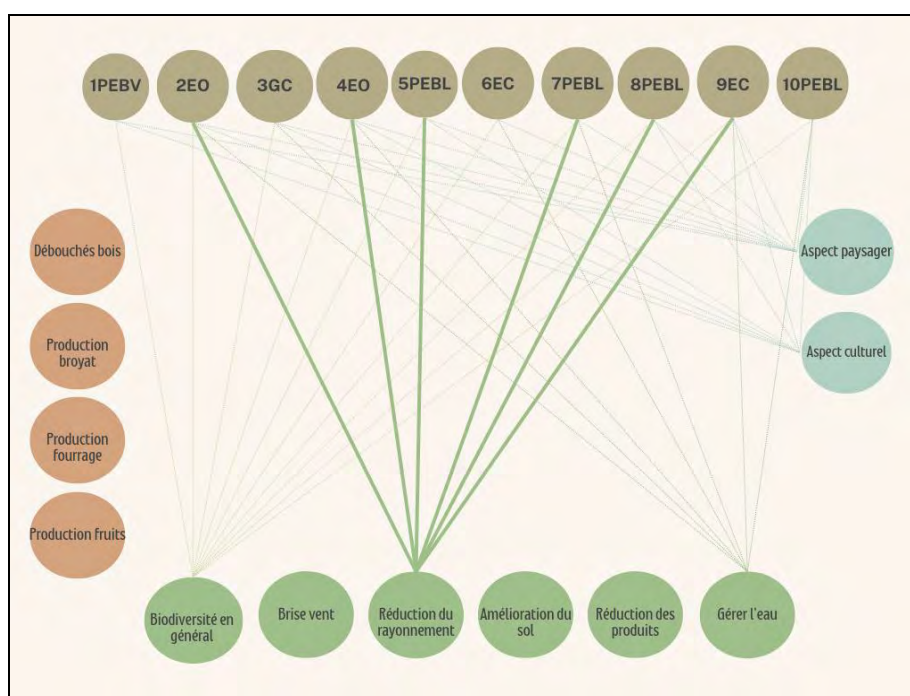 1PEBV 2EO 3GC 4EO 5PEBL 6EC 7PEBL 8PEBL 9EC 10PEBL
Débouchés bois
Production
broyat
Production
fourrage
Production fruits
Aspect paysager
Aspect culturel
Biodiversité en
général
Brise vent
Réduction du
rayonnement
Amélioration du
sol
Réduction des
produits
Gérer l'eau